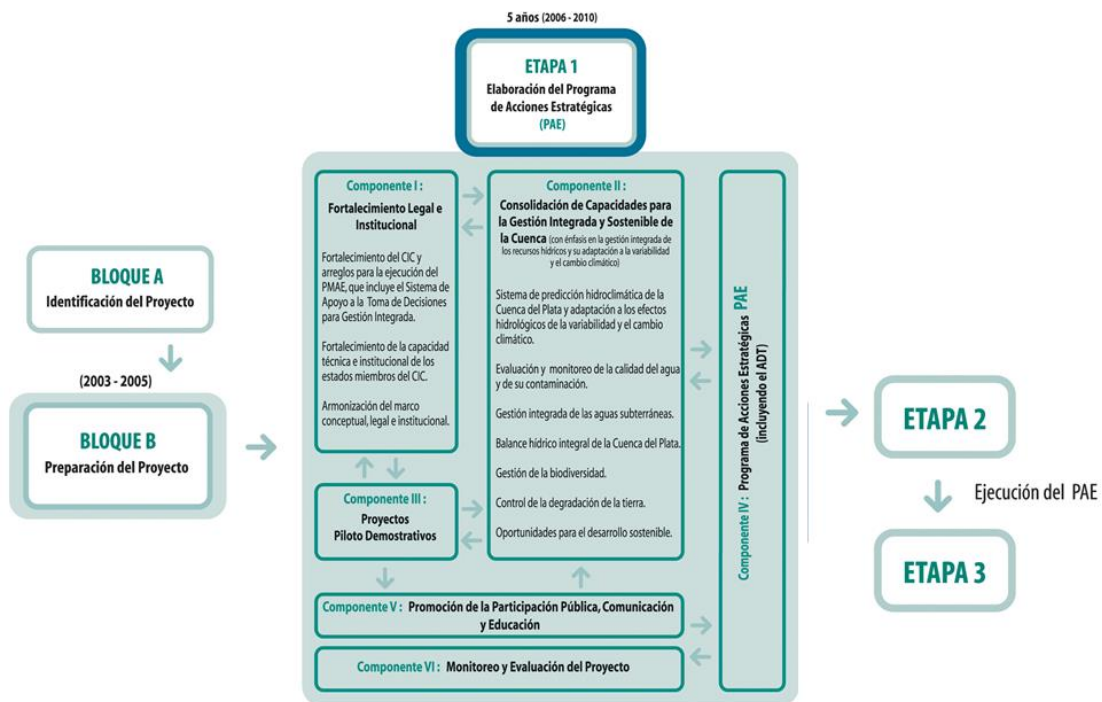 5 años (2006 - 2010)
ETAPA 1
Elaboración del Programa
de Acciones Estratégicas
(PAE)
BLOQUE A
Identificación del Proyecto
(2003 - 2005)
BLOQUE B
Preparación del Proyecto
Componente I :
Fortalecimiento Legal e
Institucional
Fortalecimiento del CIC y
arreglos para la ejecución del
PMAE, que incluye el Sistema de
Apoyo a la Toma de Decisiones
para Gestión Integrada.
Fortalecimiento de la capacidad
técnica e institucional de los
estados miembros del CIC.
Armonización del marco
conceptual, legal e institucional.
Componente II :
Consolidación de Capacidades para
la Gestión Integrada y Sostenible de
la Cuenca (con énfasis en la gestión integrada de
los recursos hídricos y su adaptación a la variabilidad
y el cambio climático)
Sistema de predicción hidroclimática de la
Cuenca del Plata y adaptación a los efectos
hidrológicos de la variabilidad y el cambio
climático.
Evaluación y monitoreo de la calidad del agua
y de su contaminación.
Gestión integrada de las aguas subterráneas.
Balance hídrico integral de la Cuenca del Plata.
Gestión de la biodiversidad.
Control de la degradación de la tierra.
Oportunidades para el desarrollo sostenible.
Componente III :
Proyectos
Piloto Demostrativos
Componente IV : Programa de Acciones Estratégicas PAE
(incluyendo el ADT)
Componente V : Promoción de la Participación Pública, Comunicación
y Educación
Componente VI : Monitoreo y Evaluación del Proyecto
ETAPA 2
Ejecución del PAE
ETAPA 3